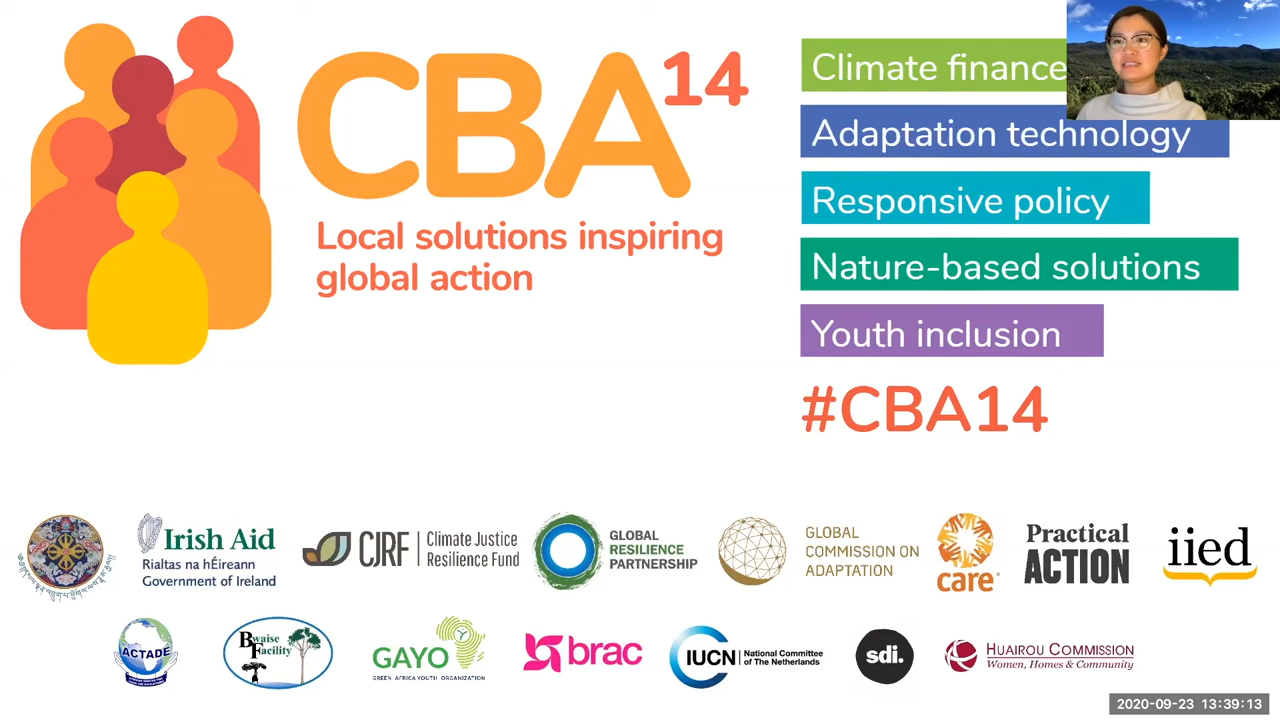 CBA14
Local solutions inspiring
global action
Climate finance
Adaptation technology
Responsive policy
Nature-based solutions
Youth inclusion
#CBA14
Irish Aid
Rialtas na hÉireann
Government of Ireland
CJRF
Climate Justice
Resilience Fund
GLOBAL
RESILIENCE
PARTNERSHIP
GLOBAL
COMMISSION ON
ADAPTATION
care
Practical
ACTION
iied
ACTADE
Bwaise
Facility
GAYO
GREEN AFRICA YOUTH ORGANIZATION
brac
IUCN
National Committee
of The Netherlands
sdi.
HUAIROU COMMISSION
Women, Homes & Community
2020-09-23 13:39:13